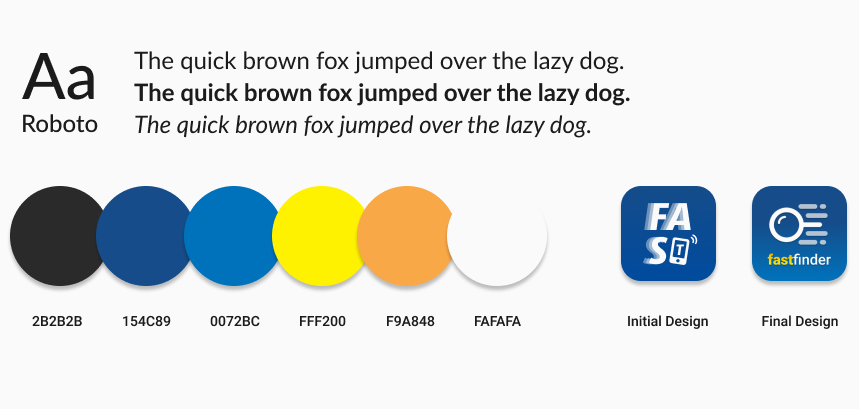 Aa
Roboto
The quick brown fox jumped over the lazy dog.
The quick brown fox jumped over the lazy dog.
The quick brown fox jumped over the lazy dog.
2B2B2B
154C89
0072BC
FFF200
F9A848
FAFAFA
FA
S T
Initial Design
fastfinder
Final Design